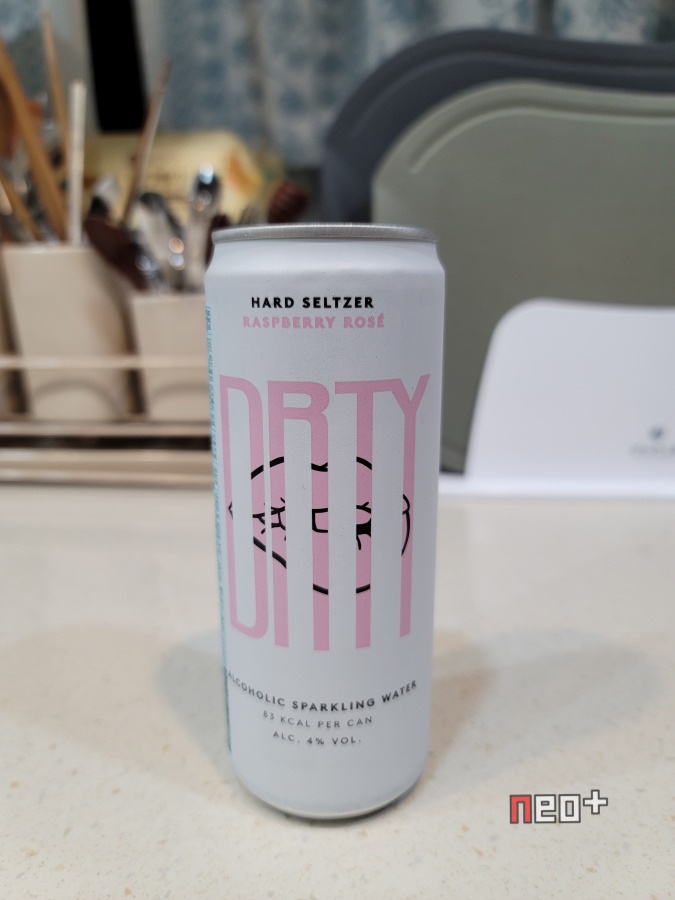 HARD SELTZER
RASPBERRY ROSÉ
DRTY
ALCOHOLIC SPARKLING WATER
83 KCAL PER CAN
ALC. 4% VOL.
neo+